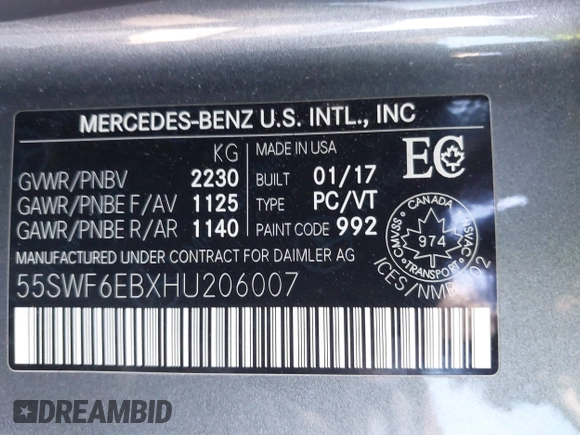 MERCEDES-BENZ U.S. INTL., INC
KG
MADE IN USA
EC
GVWR/PNBV 2230
BUILT 01/17
GAWR/PNBE F/AV 1125
TYPE PC/VT
GAWR/PNBE R/AR 1140
PAINT CODE 992
CANADA
CMVSS
974
NSVAC
TRANSPORT
MANUFACTURED UNDER CONTRACT FOR DAIMLER AG
55SWF6EBXHU206007
DREAMBID